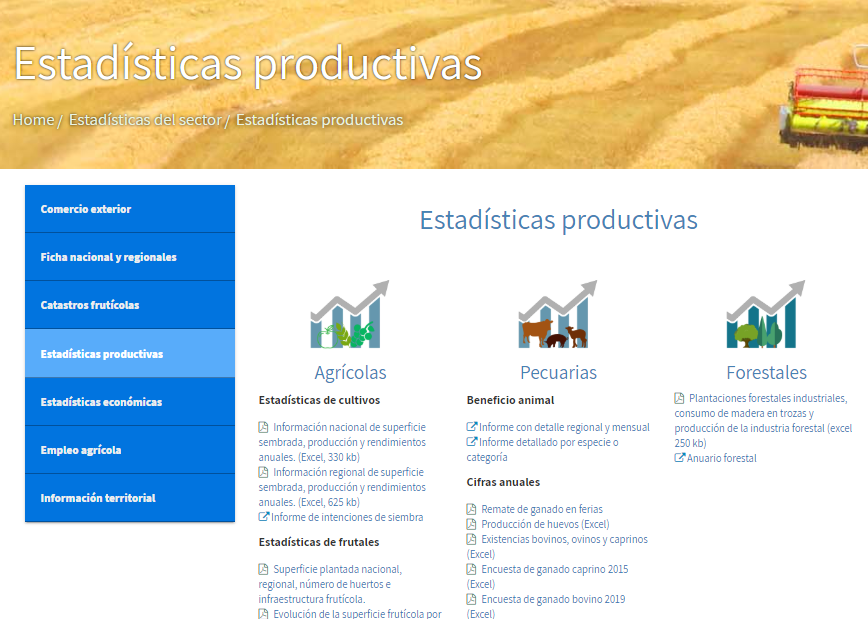 Estadísticas productivas
Home / Estadísticas del sector / Estadísticas productivas
Comercio exterior
Ficha nacional y regionales
Catastros frutícolas
Estadísticas productivas
Estadísticas económicas
Empleo agrícola
Información territorial
Estadísticas productivas
Agrícolas
Estadísticas de cultivos
Información nacional de superficie
sembrada, producción y rendimientos
anuales. (Excel, 330 kb)
Información regional de superficie
sembrada, producción y rendimientos
anuales. (Excel, 625 kb)
Informe de intenciones de siembra
Estadísticas de frutales
Superficie plantada nacional,
regional, número de huertos e
infraestructura frutícola.
Evolución de la superficie frutícola por
Pecuarias
Beneficio animal
Informe con detalle regional y mensual
Informe detallado por especie o
categoría
Cifras anuales
Remate de ganado en ferias
Producción de huevos (Excel)
Existencias bovinos, ovinos y caprinos
(Excel)
Encuesta de ganado caprino 2015
(Excel)
Encuesta de ganado bovino 2019
(Excel)
Forestales
Plantaciones forestales industriales,
consumo de madera en trozas y
producción de la industria forestal (excel
250 kb)
Anuario forestal